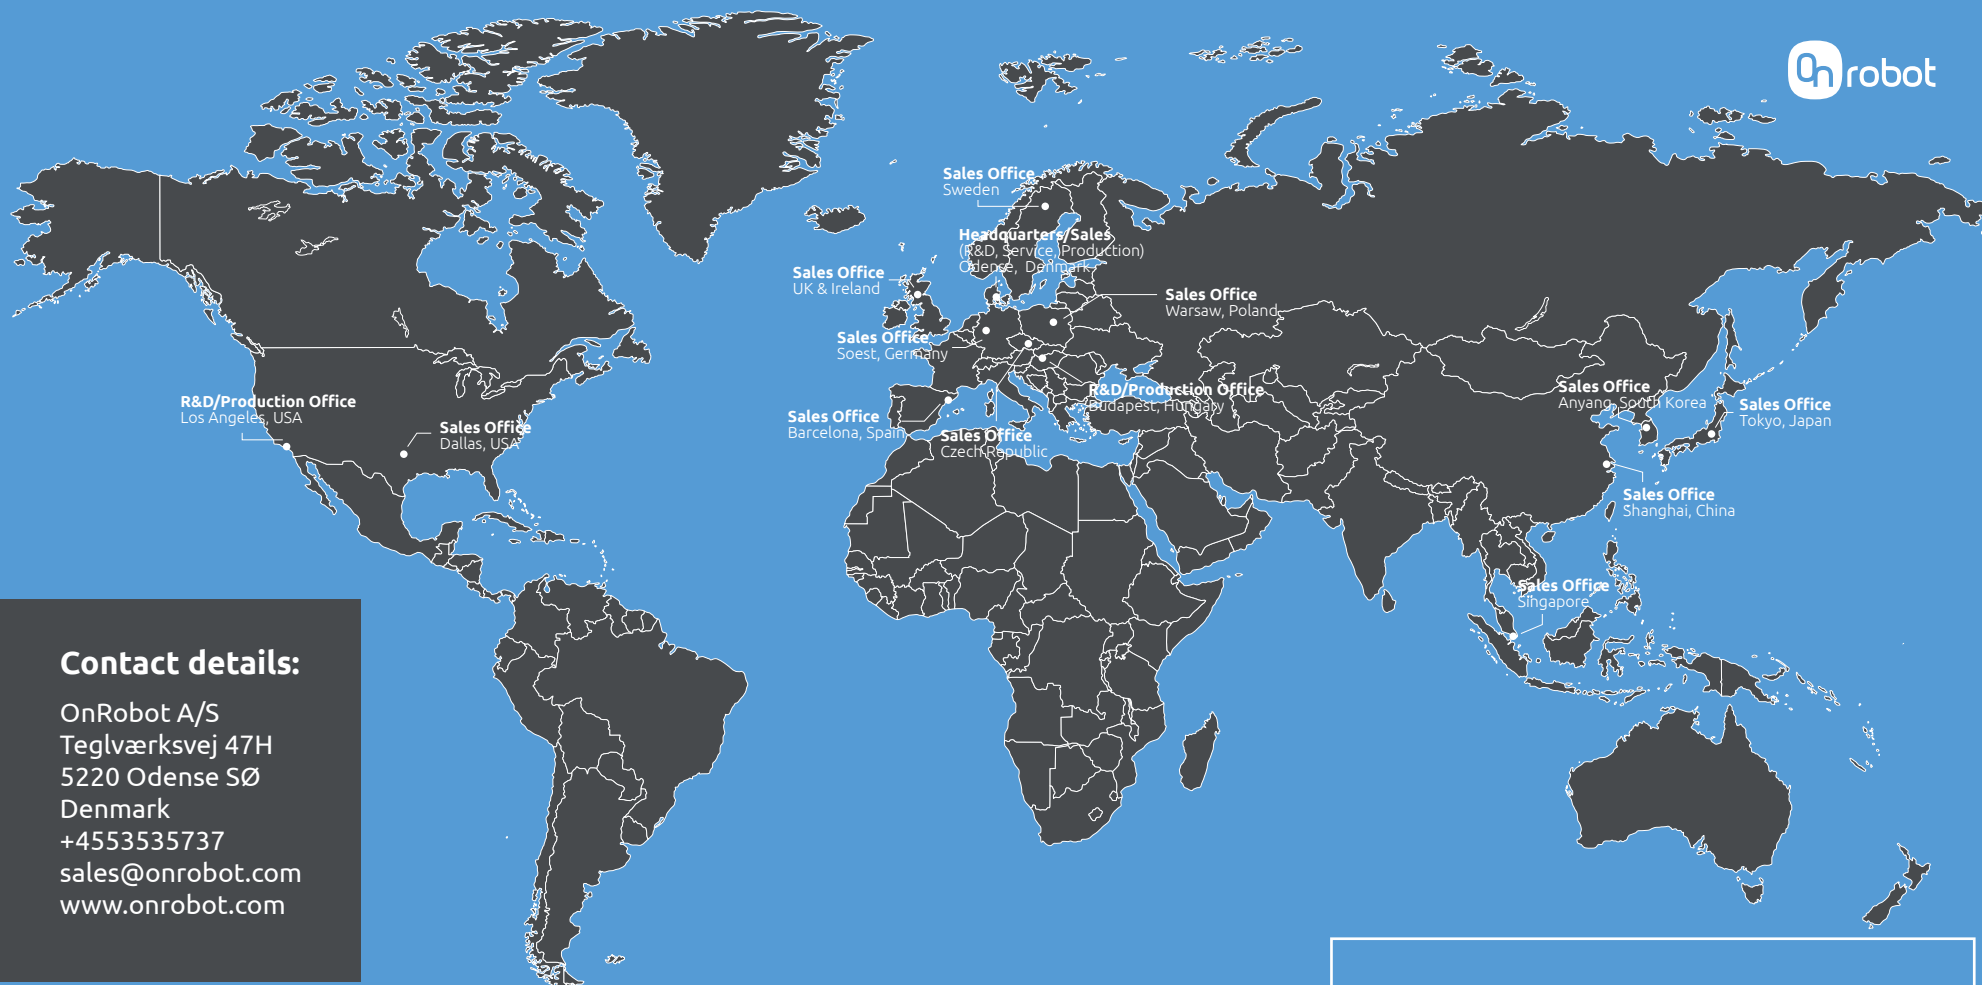 Onrobot
Sales Office
Sweden
Headquarters/Sales
(R&D, Service, Production)
Odense, Denmark
Sales Office
UK & Ireland
Sales Office
Warsaw, Poland
Sales Office
Soest, Germany
R&D/Production Office
Budapest, Hungary
Sales Office
Barcelona, Spain
Sales Office
Czech Republic
R&D/Production Office
Los Angeles, USA
Sales Office
Dallas, USA
Sales Office
Anyang, South Korea
Sales Office
Tokyo, Japan
Sales Office
Shanghai, China
Sales Office
Singapore
Contact details:
OnRobot A/S
Teglværksvej 47H
5220 Odense SØ
Denmark
+4553535737
sales@onrobot.com
www.onrobot.com